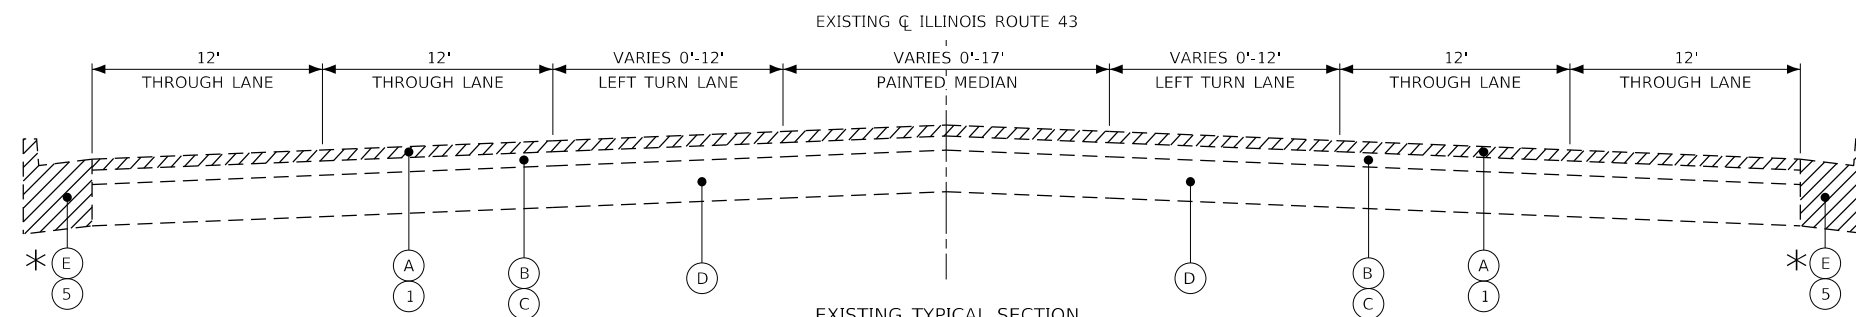 EXISTING ℄ ILLINOIS ROUTE 43
12' 12' VARIES 0'-12' VARIES 0'-17' VARIES 0'-12' 12' 12'
THROUGH LANE THROUGH LANE LEFT TURN LANE PAINTED MEDIAN LEFT TURN LANE THROUGH LANE THROUGH LANE
* E A B D D B A * E
5 1 C C 1 5
EXISTING TYPICAL SECTION